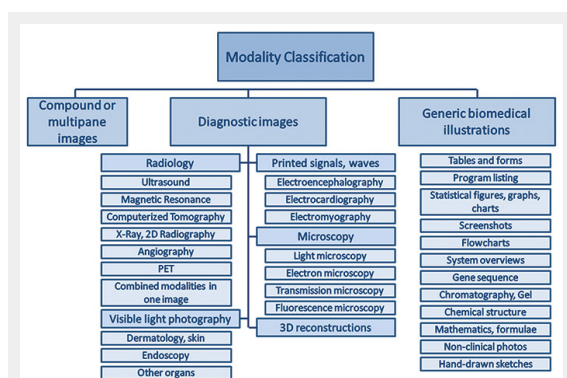 Modality Classification
Compound or
multipane
images
Diagnostic images
Generic biomedical
illustrations
Radiology
Ultrasound
Magnetic Resonance
Computerized Tomography
X-Ray, 2D Radiography
Angiography
PET
Combined modalities in
one image
Visible light photography
Dermatology, skin
Endoscopy
Other organs
Printed signals, waves
Electroencephalography
Electrocardiography
Electromyography
Microscopy
Light microscopy
Electron microscopy
Transmission microscopy
Fluorescence microscopy
3D reconstructions
Tables and forms
Program listing
Statistical figures, graphs,
charts
Screenshots
Flowcharts
System overviews
Gene sequence
Chromatography, Gel
Chemical structure
Mathematics, formulae
Non-clinical photos
Hand-drawn sketches